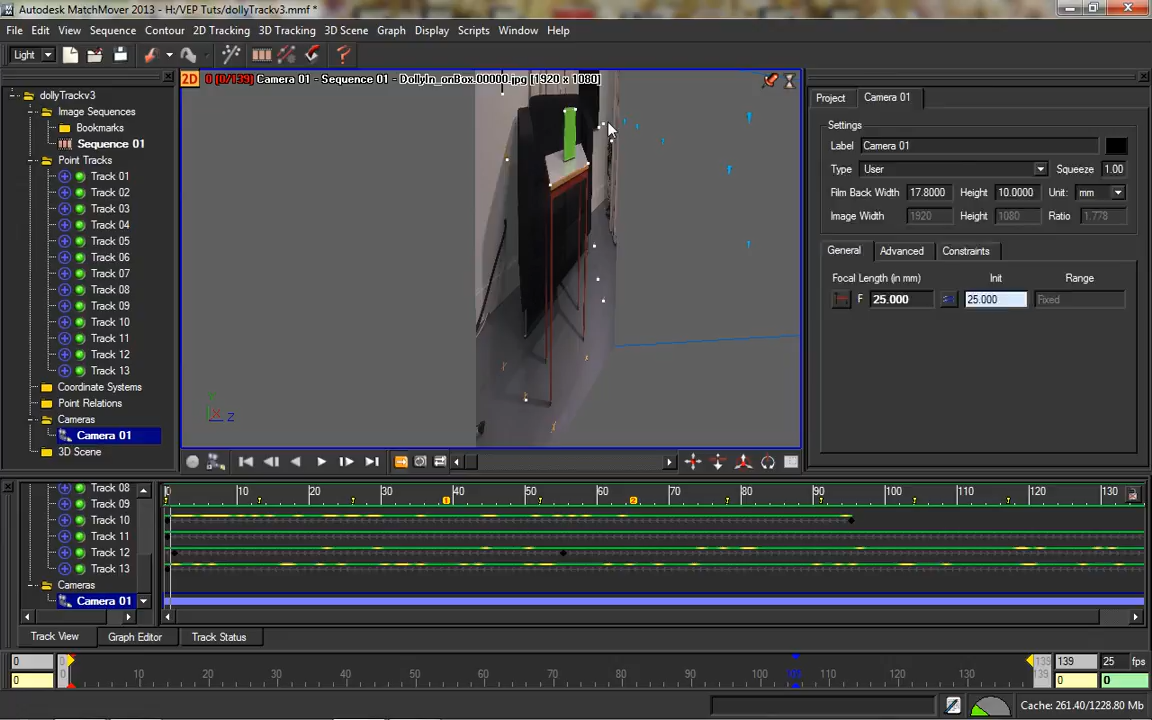 Autodesk MatchMover 2013 - H:/VEP Tuts/dollyTrackv3.mmf *
File Edit View Sequence Contour 2D Tracking 3D Tracking 3D Scene Graph Display Scripts Window Help
Light
dollyTrackv3
Image Sequences
Bookmarks
Sequence 01
Point Tracks
Track 01
Track 02
Track 03
Track 04
Track 05
Track 06
Track 07
Track 08
Track 09
Track 10
Track 11
Track 12
Track 13
Coordinate Systems
Point Relations
Cameras
Camera 01
3D Scene
2D 0 (0/139) Camera 01 - Sequence 01 - DollyIn_onBox.00000.jpg [1920 x 1080]
X Z
Project Camera 01
Settings
Label Camera 01
Type User Squeeze 1.00
Film Back Width 17.8000 Height 10.0000 Unit: mm
Image Width 1920 Height 1080 Ratio 1.778
General Advanced Constraints
Focal Length (in mm) Init Range
F 25.000 25.000 Fixed
0 10 20 30 40 50 60 70 80 90 100 110 120 130
1 2
Track 08
Track 09
Track 10
Track 11
Track 12
Track 13
Cameras
Camera 01
Track View Graph Editor Track Status
0 0 139 139 25 fps
0 0 10 20 30 40 50 60 70 80 90 110 120 130 139 0 0
Cache: 261.40/1228.80 Mb